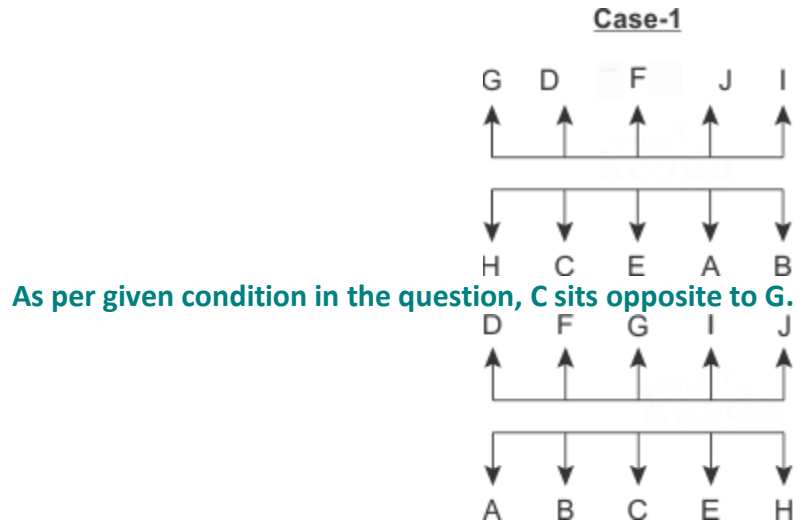 Case-1
G D F J I
H C E A B
As per given condition in the question, C sits opposite to G.
D F G I J
A B C E H